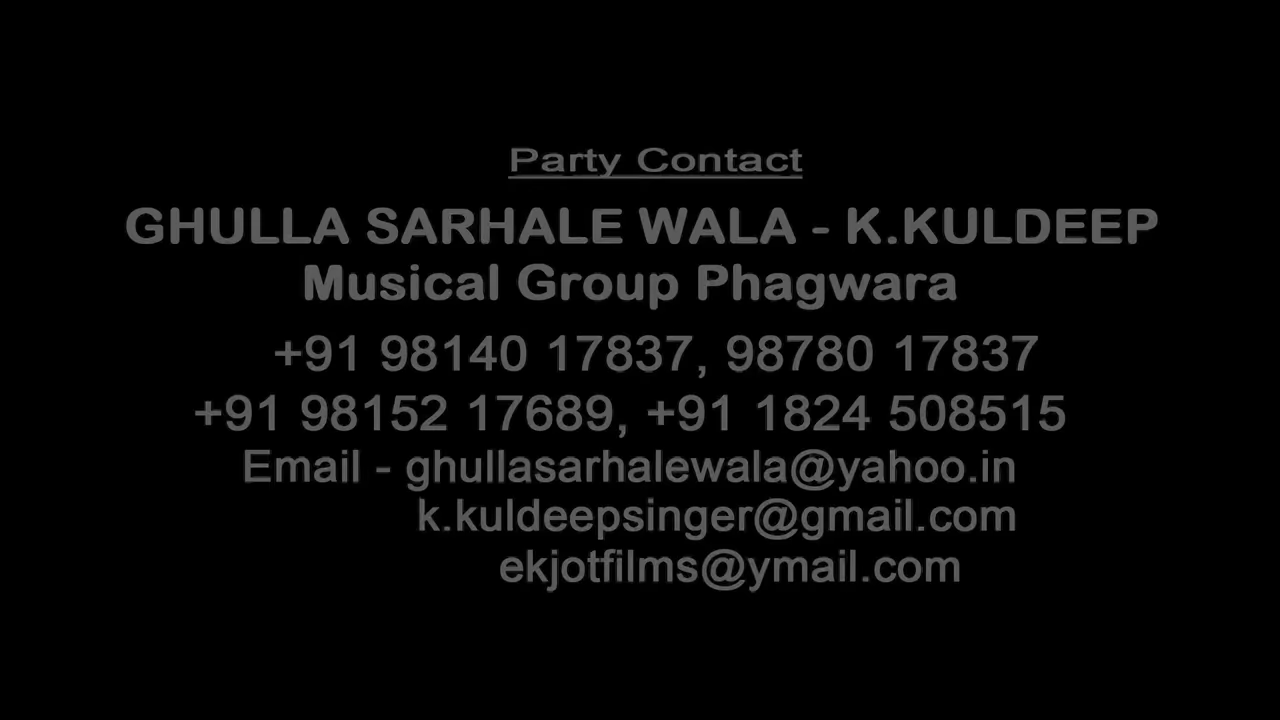 Party Contact
GHULLA SARHALE WALA - K.KULDEEP
Musical Group Phagwara
+91 98140 17837, 98780 17837
+91 98152 17689, +91 1824 508515
Email - ghullasarhalewala@yahoo.in
k.kuldeepsinger@gmail.com
ekjotfilms@ymail.com